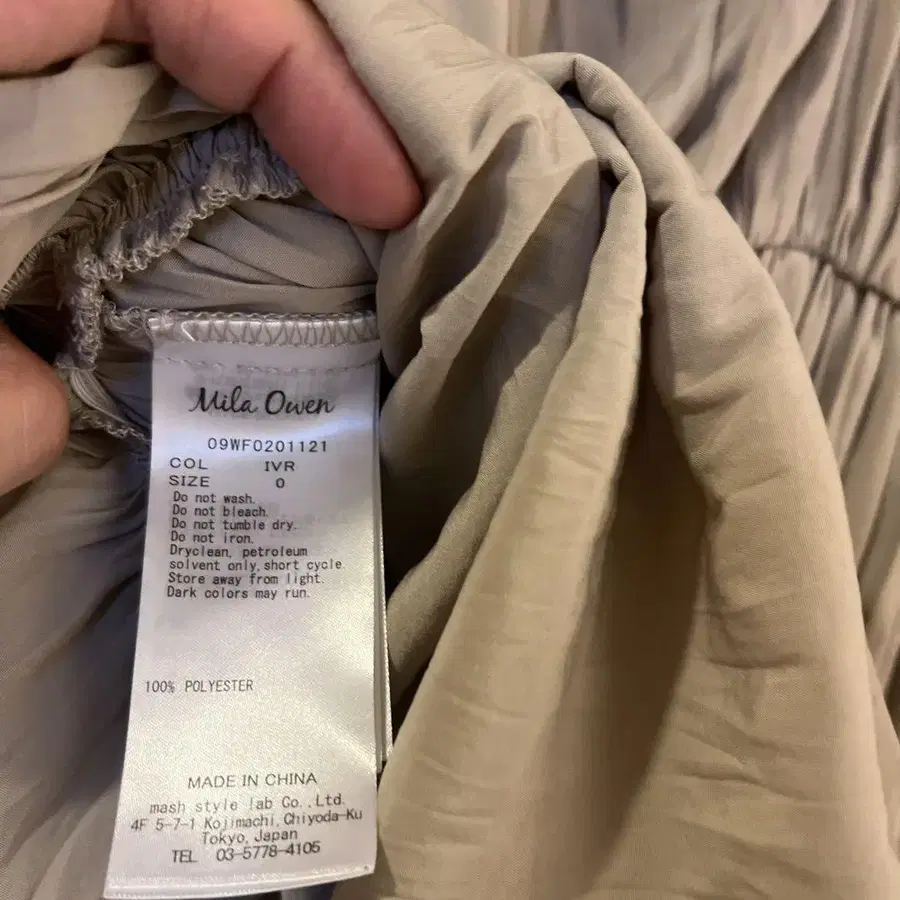 Mila Owen
09WF0201121
COL IVR
SIZE 0
Do not wash.
Do not bleach.
Do not tumble dry.
Do not iron.
Dryclean, petroleum
solvent only, short cycle
Store away from light.
Dark colors may run.
100% POLYESTER
MADE IN CHINA
mash style lab Co., Ltd.
4F 5-7-1 Kojimachi, Chiyoda-Ku
Tokyo, Japan
TEL 03-5778-4105